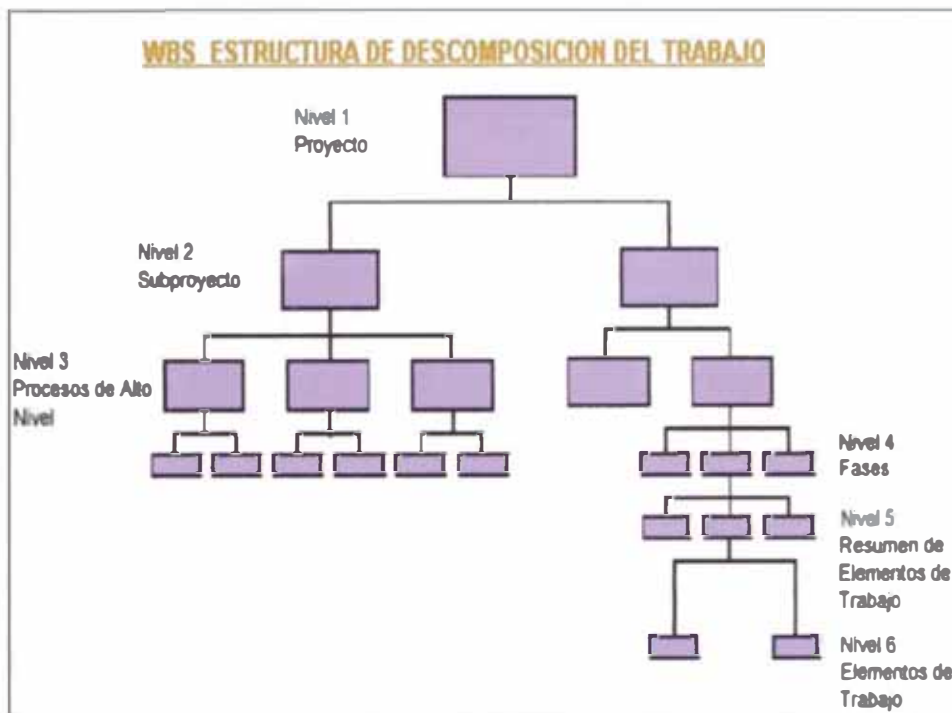 WBS ESTRUCTURA DE DESCOMPOSICION DEL TRABAJO
Nivel 1
Proyecto
Nivel 2
Subproyecto
Nivel 3
Procesos de Alto
Nivel
Nivel 4
Fases
Nivel 5
Resumen de
Elementos de
Trabajo
Nivel 6
Elementos de
Trabajo